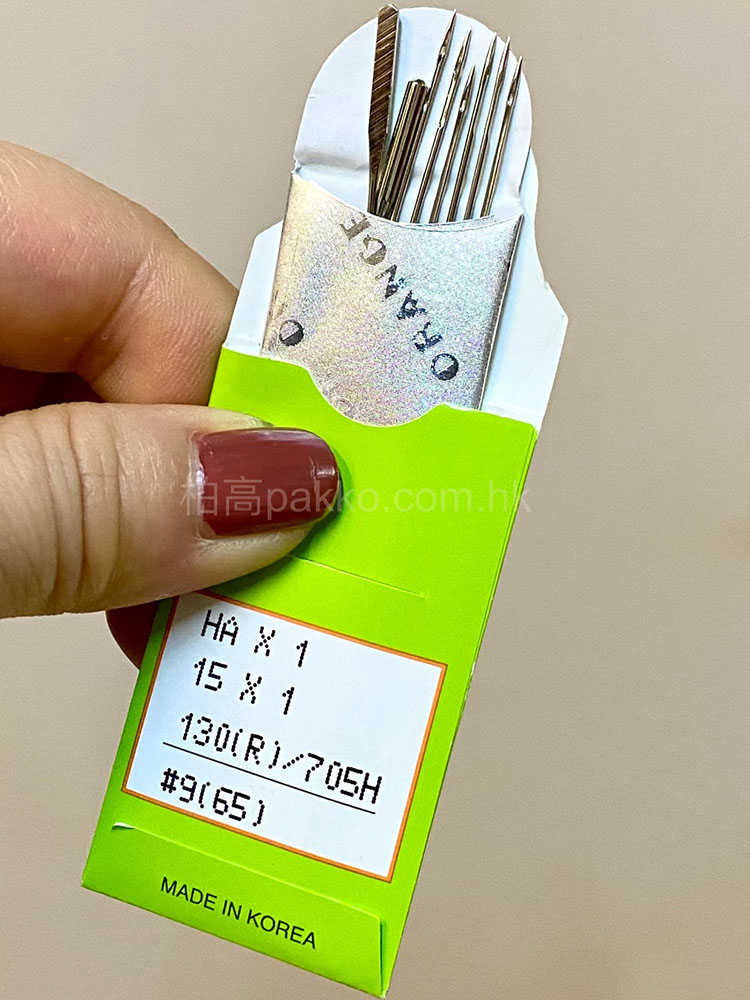 ORANGE
柏高pakko.com.hk
HA X 1
15 X 1
130(R)/705H
#9(65)
MADE IN KOREA